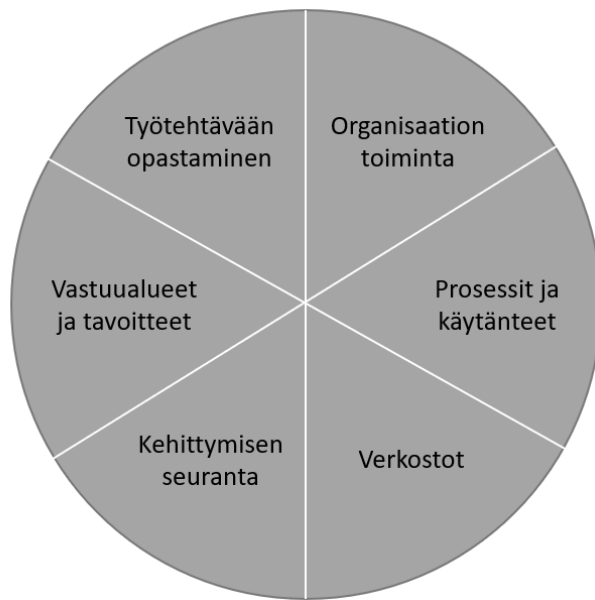 Työtehtävään
opastaminen
Organisaation
toiminta
Vastuualueet
ja tavoitteet
Prosessit ja
käytänteet
Kehittymisen
seuranta
Verkostot